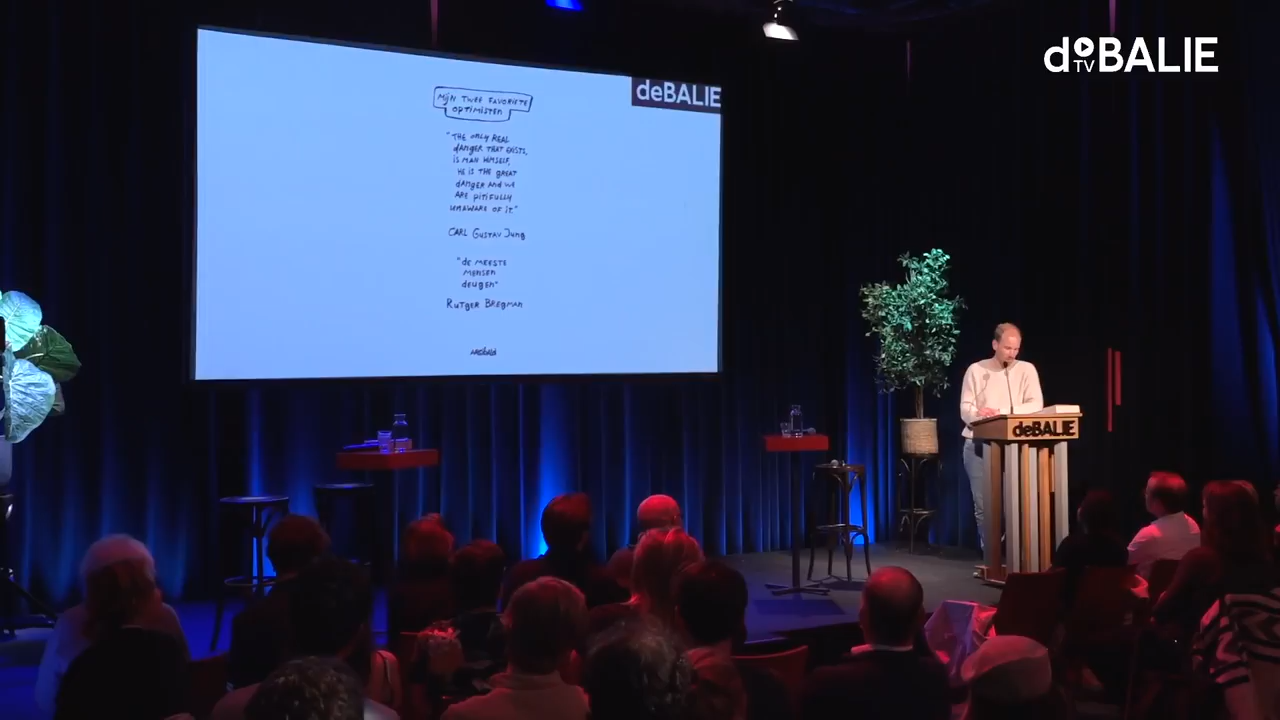 doTVBALIE
deBALIE
Mijn TWEE FAVORIETE
OPTIMISTEN
"THE ONLY REAL
DANGER THAT EXISTS,
IS MAN HIMSELF,
HE IS THE GREAT
DANGER AND WE
ARE PITIFULLY
UNAWARE OF IT."
CARL GUSTAV JUNG
"de MEESTE
MENSEN
deugen"
RUTGER BREGMAN
deBALIE